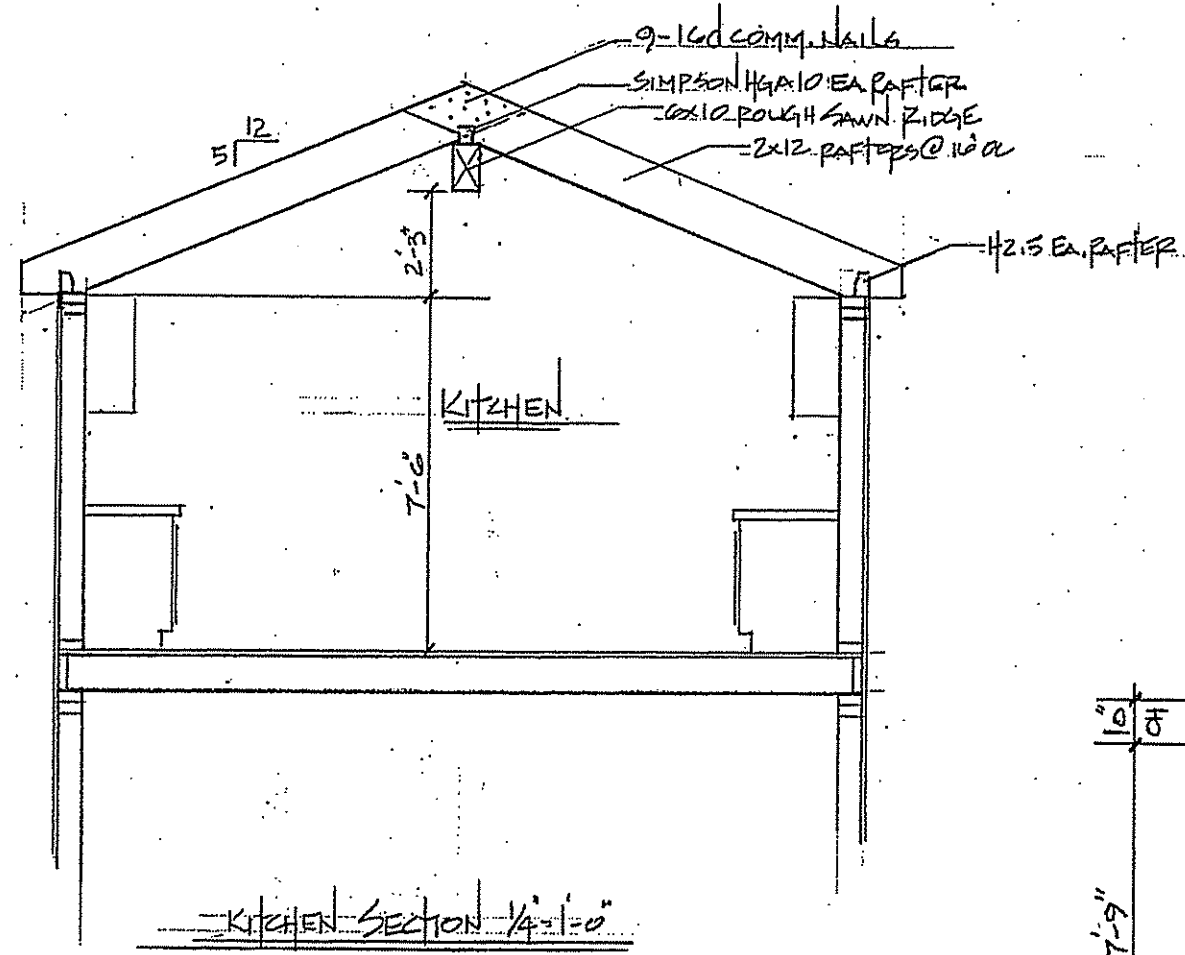 9-16d COMM. NAILS
SIMPSON HGA10 EA. RAFTER
6X10 ROUGH SAWN RIDGE
2x12 RAFTERS @ 16" OC
12
5
H2.5 EA. RAFTER
2'-3"+
KITCHEN
7'-6"
10"
7'-9"
KITCHEN SECTION 1/4"=1'-0"